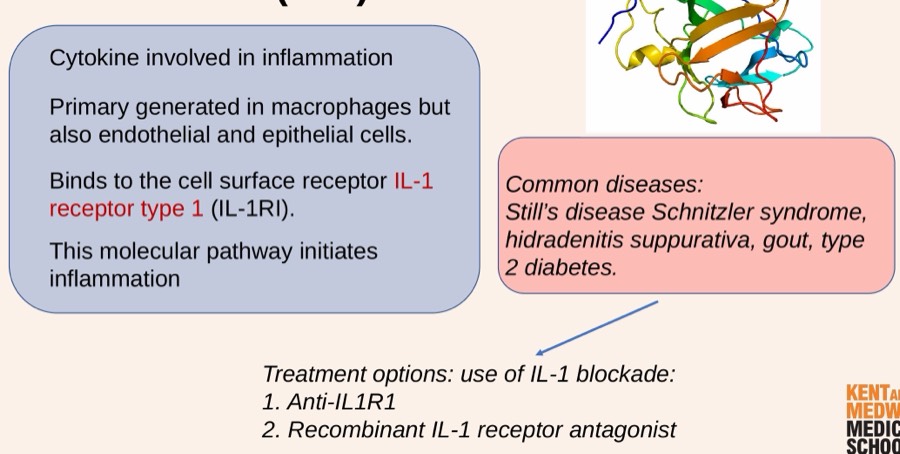 Cytokine involved in inflammation
Primary generated in macrophages but
also endothelial and epithelial cells.
Binds to the cell surface receptor IL-1
receptor type 1 (IL-1RI).
This molecular pathway initiates
inflammation
Common diseases:
Still's disease Schnitzler syndrome,
hidradenitis suppurativa, gout, type
2 diabetes.
Treatment options: use of IL-1 blockade:
1. Anti-IL1R1
2. Recombinant IL-1 receptor antagonist
KENT
MEDW
MEDIC
SCHOO